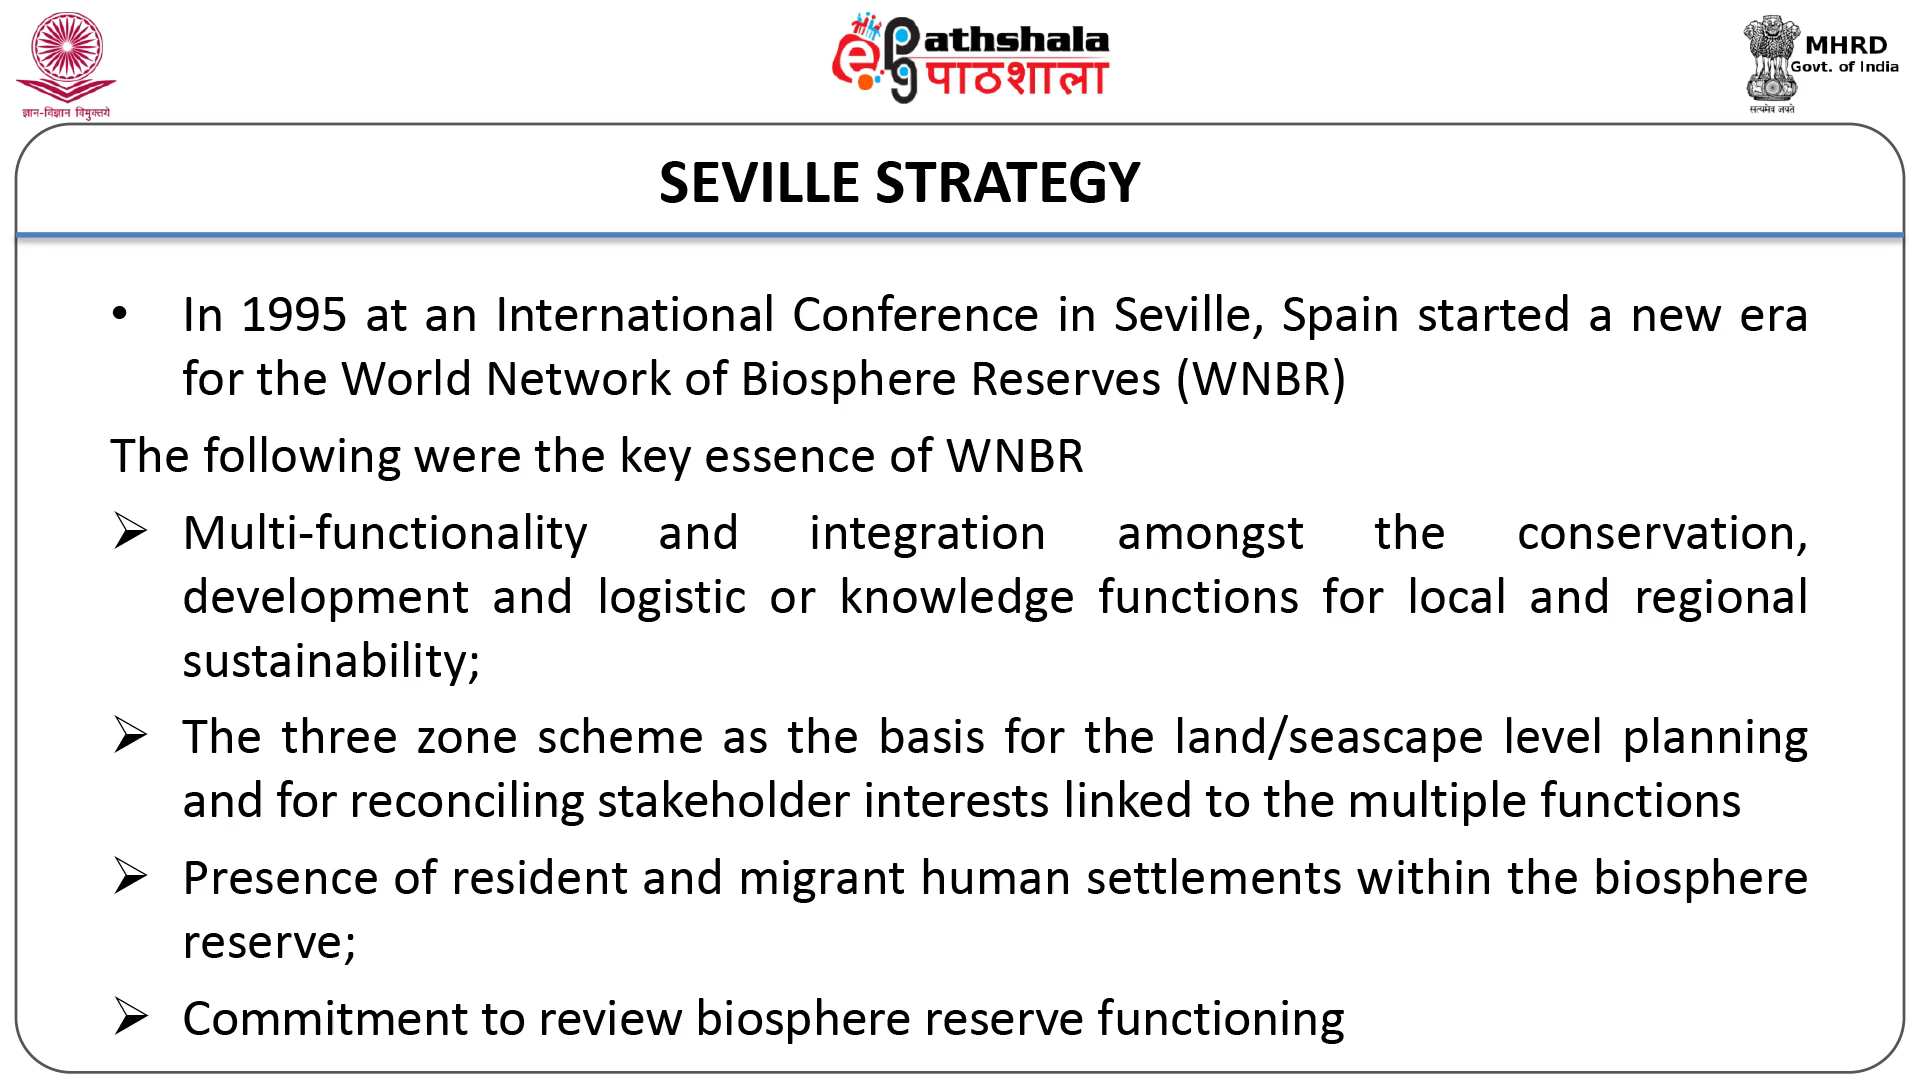 ज्ञान-विज्ञान विमुक्तये
ePg Pathshala
पाठशाला
MHRD
Govt. of India
सत्यमेव जयते
SEVILLE STRATEGY
• In 1995 at an International Conference in Seville, Spain started a new era
for the World Network of Biosphere Reserves (WNBR)
The following were the key essence of WNBR
➢ Multi-functionality and integration amongst the conservation,
development and logistic or knowledge functions for local and regional
sustainability;
➢ The three zone scheme as the basis for the land/seascape level planning
and for reconciling stakeholder interests linked to the multiple functions
➢ Presence of resident and migrant human settlements within the biosphere
reserve;
➢ Commitment to review biosphere reserve functioning